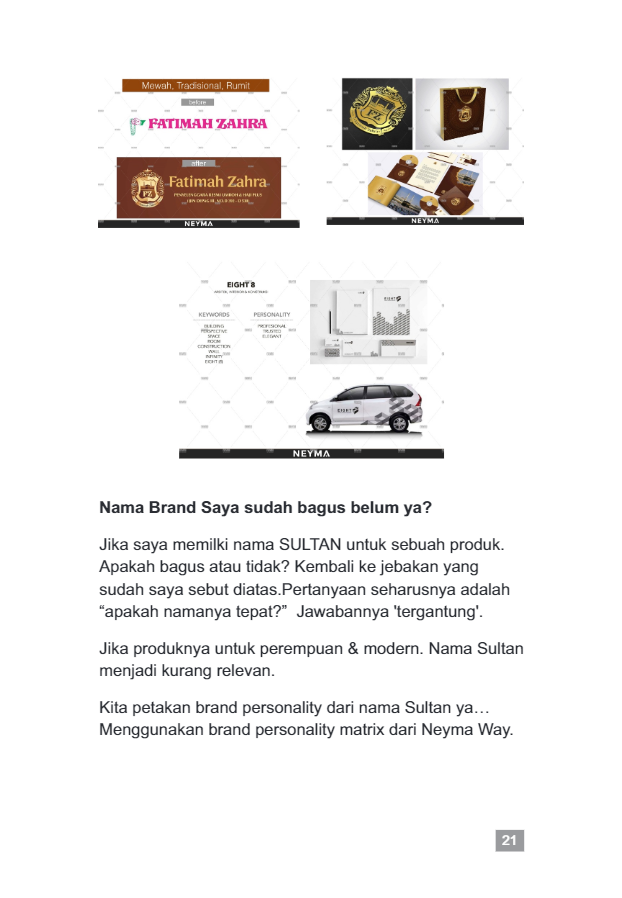 Mewah, Tradisional, Rumit
before
FATIMAH ZAHRA
after
FZ
Fatimah Zahra
NEYMA
FZ
NEYMA
EIGHT 8
KEYWORDS
BUILDING
PERSPECTIVE
SPACE
ROOM
CONSTRUCTION
WALL
INFINITY
EIGHT (8)
PERSONALITY
PROFESIONAL
TRUSTED
ELEGANT
EIGHT
EIGHT
NEYMA
Nama Brand Saya sudah bagus belum ya?
Jika saya memilki nama SULTAN untuk sebuah produk.
Apakah bagus atau tidak? Kembali ke jebakan yang
sudah saya sebut diatas.Pertanyaan seharusnya adalah
“apakah namanya tepat?”  Jawabannya 'tergantung'.
Jika produknya untuk perempuan & modern. Nama Sultan
menjadi kurang relevan.
Kita petakan brand personality dari nama Sultan ya…
Menggunakan brand personality matrix dari Neyma Way.
21